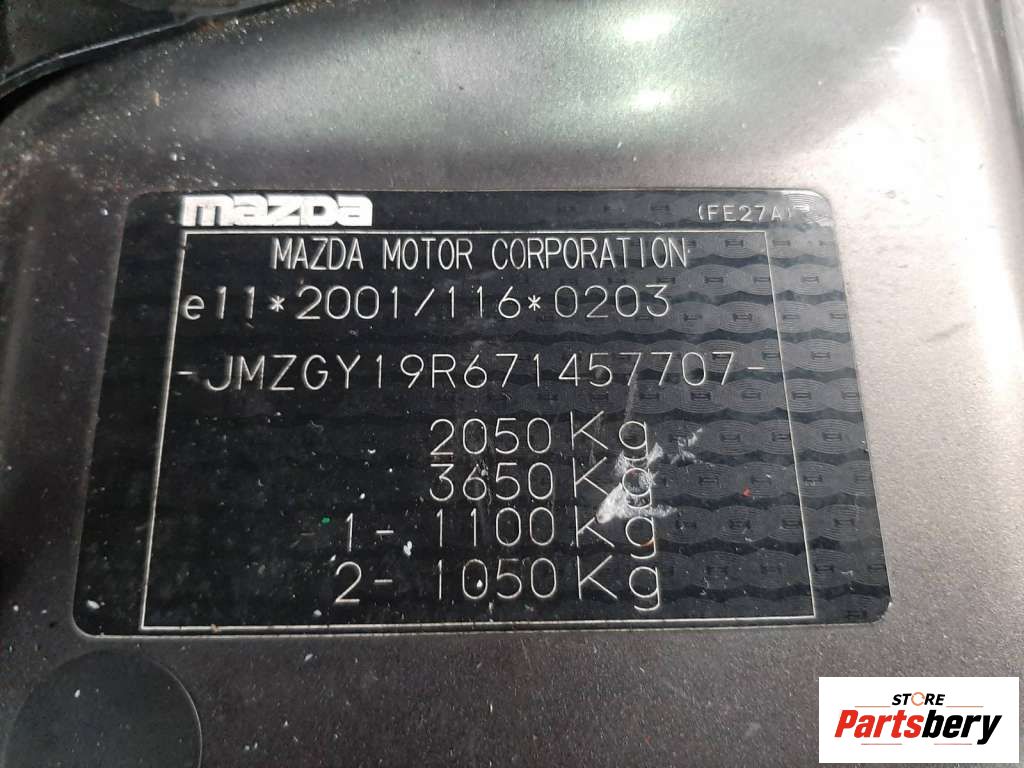 mazda
(FE27A)
MAZDA MOTOR CORPORATION
e11*2001/116*0203
-JMZGY19R671457707-
2050Kg
3650Kg
1- 1100Kg
2- 1050Kg
STORE
Partsbery